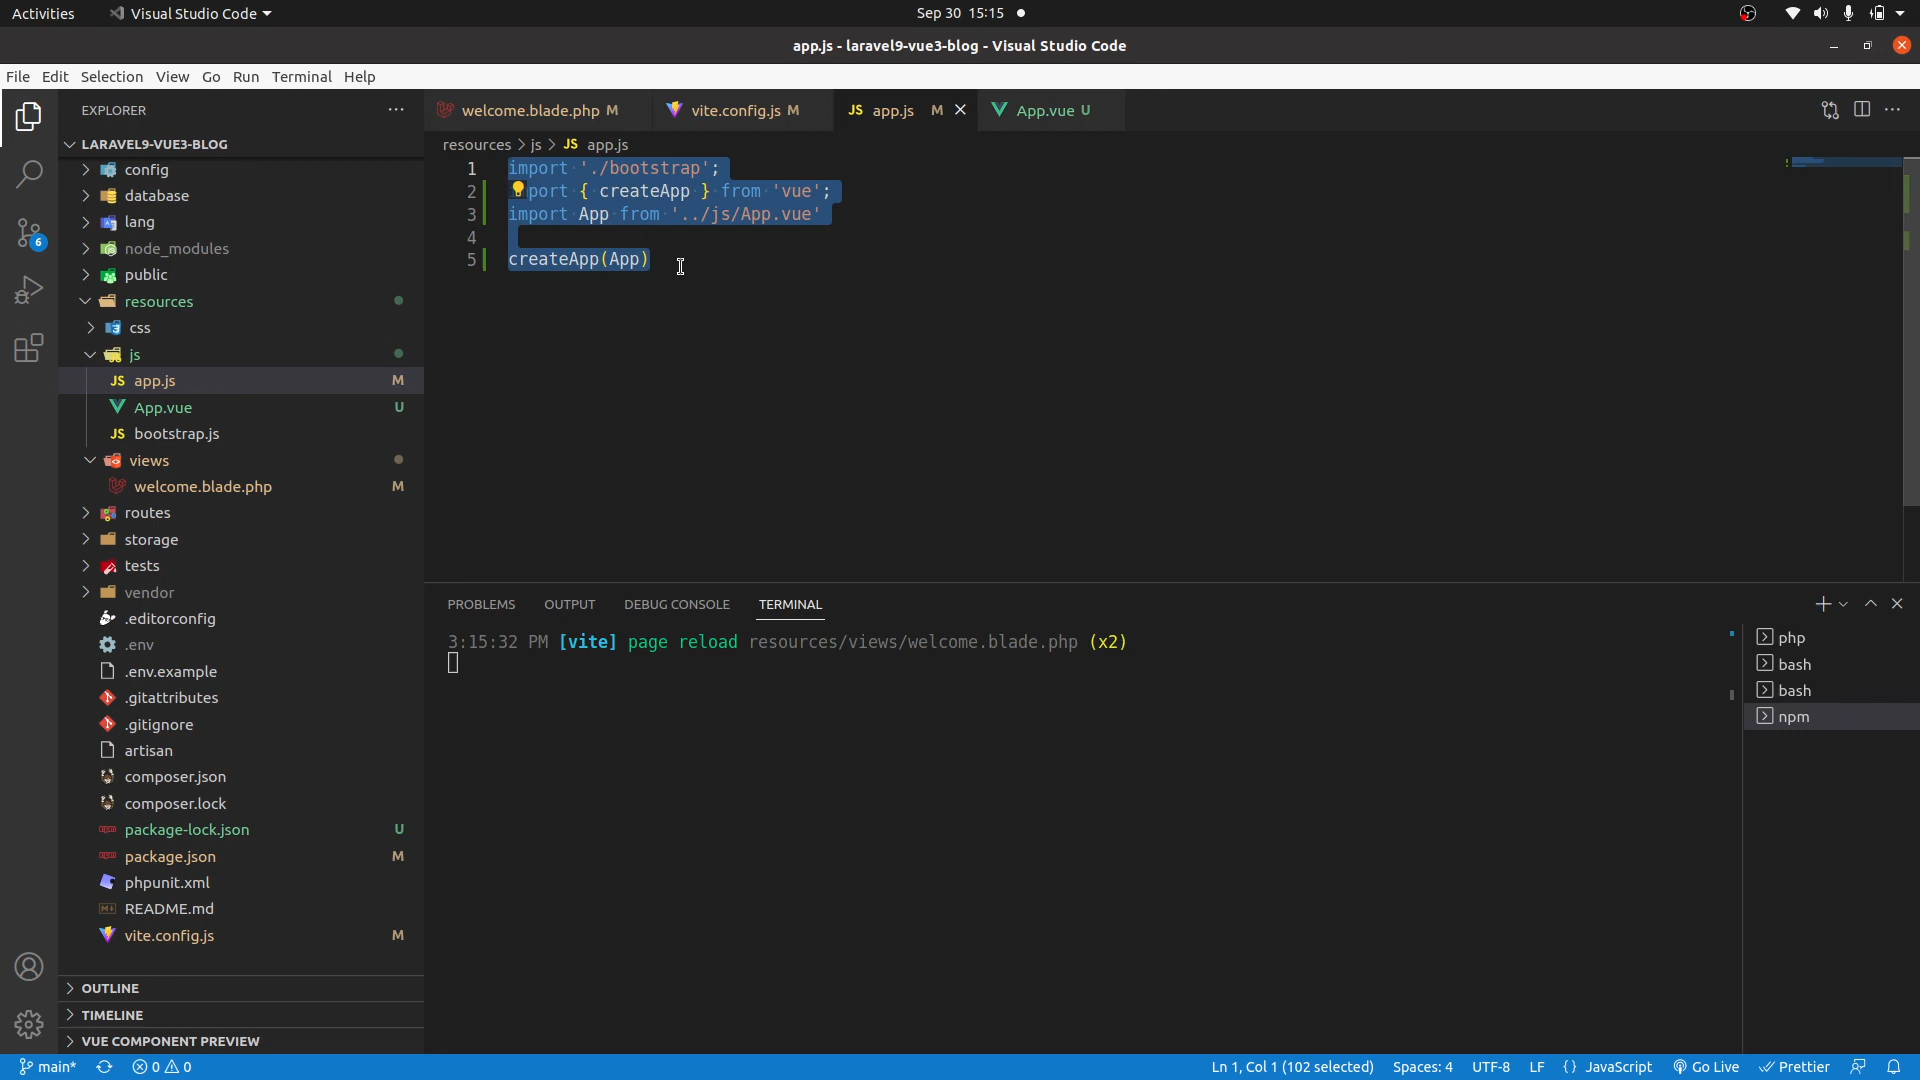 Activities Visual Studio Code Sep 30 15:15
app.js - laravel9-vue3-blog - Visual Studio Code
File Edit Selection View Go Run Terminal Help
EXPLORER
welcome.blade.php M
vite.config.js M
JS app.js M
App.vue U
LARAVEL9-VUE3-BLOG
resources js JS app.js
config
database
lang
node_modules
public
resources
css
js
JS app.js M
App.vue U
JS bootstrap.js
views
welcome.blade.php M
routes
storage
tests
vendor
.editorconfig
.env
.env.example
.gitattributes
.gitignore
artisan
composer.json
composer.lock
package-lock.json U
package.json M
phpunit.xml
README.md
vite.config.js M
OUTLINE
TIMELINE
VUE COMPONENT PREVIEW
6
1 import './bootstrap';
2 port { createApp } from 'vue';
3 import App from '../js/App.vue'
4
5 createApp(App)
PROBLEMS OUTPUT DEBUG CONSOLE TERMINAL
3:15:32 PM [vite] page reload resources/views/welcome.blade.php (x2)
php
bash
bash
npm
main* 0 0 Ln 1, Col 1 (102 selected) Spaces: 4 UTF-8 LF {} JavaScript Go Live Prettier